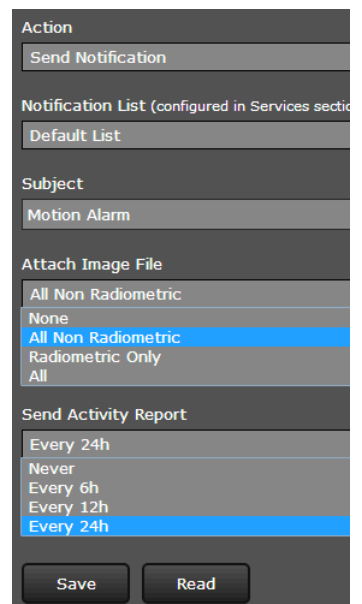 Action
Send Notification
Notification List (configured in Services sectio
Default List
Subject
Motion Alarm
Attach Image File
All Non Radiometric
None
All Non Radiometric
Radiometric Only
All
Send Activity Report
Every 24h
Never
Every 6h
Every 12h
Every 24h
Save Read